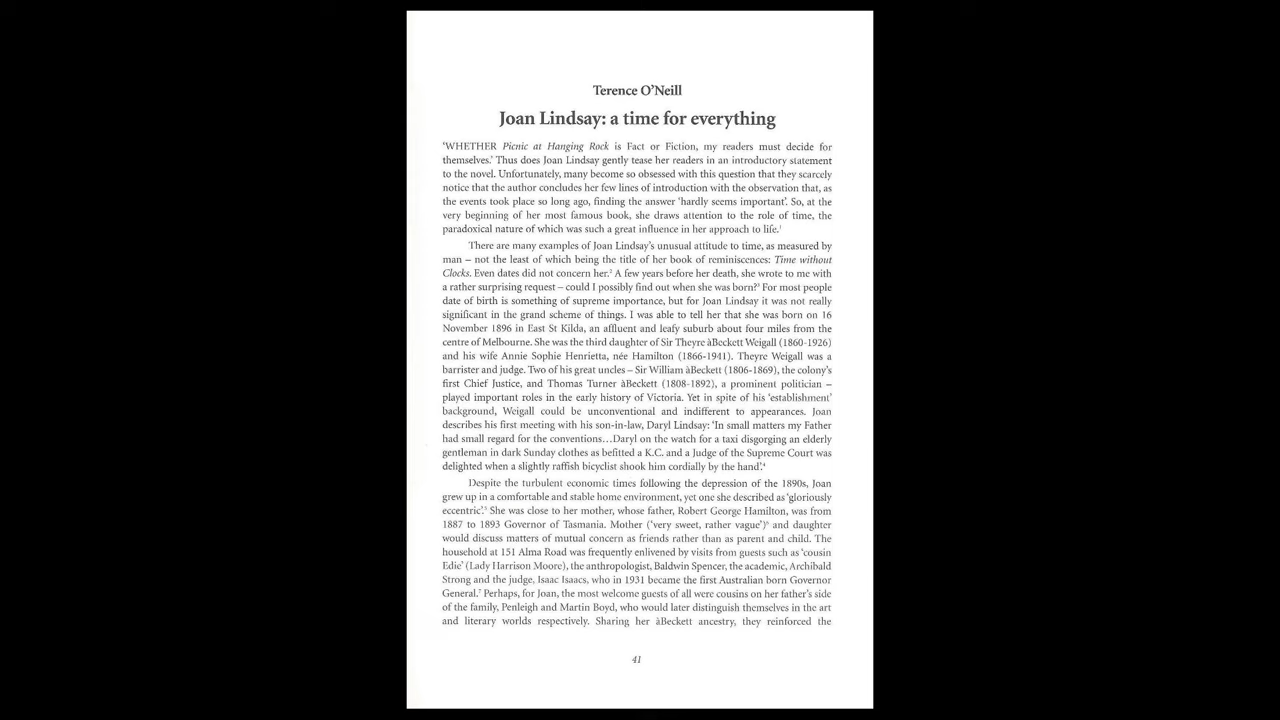 Terence O’Neill
Joan Lindsay: a time for everything
‘WHETHER Picnic at Hanging Rock is Fact or Fiction, my readers must decide for
themselves.’ Thus does Joan Lindsay gently tease her readers in an introductory statement
to the novel. Unfortunately, many become so obsessed with this question that they scarcely
notice that the author concludes her few lines of introduction with the observation that, as
the events took place so long ago, finding the answer ‘hardly seems important’. So, at the
very beginning of her most famous book, she draws attention to the role of time, the
paradoxical nature of which was such a great influence in her approach to life.¹
There are many examples of Joan Lindsay’s unusual attitude to time, as measured by
man – not the least of which being the title of her book of reminiscences: Time without
Clocks. Even dates did not concern her.² A few years before her death, she wrote to me with
a rather surprising request – could I possibly find out when she was born?³ For most people
date of birth is something of supreme importance, but for Joan Lindsay it was not really
significant in the grand scheme of things. I was able to tell her that she was born on 16
November 1896 in East St Kilda, an affluent and leafy suburb about four miles from the
centre of Melbourne. She was the third daughter of Sir Theyre àBeckett Weigall (1860-1926)
and his wife Annie Sophie Henrietta, née Hamilton (1866-1941). Theyre Weigall was a
barrister and judge. Two of his great uncles – Sir William àBeckett (1806-1869), the colony’s
first Chief Justice, and Thomas Turner àBeckett (1808-1892), a prominent politician –
played important roles in the early history of Victoria. Yet in spite of his ‘establishment’
background, Weigall could be unconventional and indifferent to appearances. Joan
describes his first meeting with his son-in-law, Daryl Lindsay: ‘In small matters my Father
had small regard for the conventions…Daryl on the watch for a taxi disgorging an elderly
gentleman in dark Sunday clothes as befitted a K.C. and a Judge of the Supreme Court was
delighted when a slightly raffish bicyclist shook him cordially by the hand’.⁴
Despite the turbulent economic times following the depression of the 1890s, Joan
grew up in a comfortable and stable home environment, yet one she described as ‘gloriously
eccentric’.⁵ She was close to her mother, whose father, Robert George Hamilton, was from
1887 to 1893 Governor of Tasmania. Mother (‘very sweet, rather vague’)⁶ and daughter
would discuss matters of mutual concern as friends rather than as parent and child. The
household at 151 Alma Road was frequently enlivened by visits from guests such as ‘cousin
Edie’ (Lady Harrison Moore), the anthropologist, Baldwin Spencer, the academic, Archibald
Strong and the judge, Isaac Isaacs, who in 1931 became the first Australian born Governor
General.⁷ Perhaps, for Joan, the most welcome guests of all were cousins on her father’s side
of the family, Penleigh and Martin Boyd, who would later distinguish themselves in the art
and literary worlds respectively. Sharing her àBeckett ancestry, they reinforced the
41